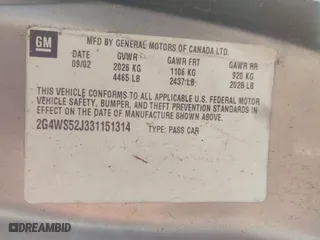 GM
MFD BY GENERAL MOTORS OF CANADA LTD.
DATE GVWR GAWR FRT GAWR RR
09/02 2026 KG 1106 KG 920 KG
4465 LB 2437 LB 2028 LB
THIS VEHICLE CONFORMS TO ALL APPLICABLE U.S. FEDERAL MOTOR
VEHICLE SAFETY, BUMPER, AND THEFT PREVENTION STANDARDS IN
EFFECT ON THE DATE OF MANUFACTURE SHOWN ABOVE.
2G4WS52J331151314 TYPE: PASS CAR
AUTOBIDMASTER